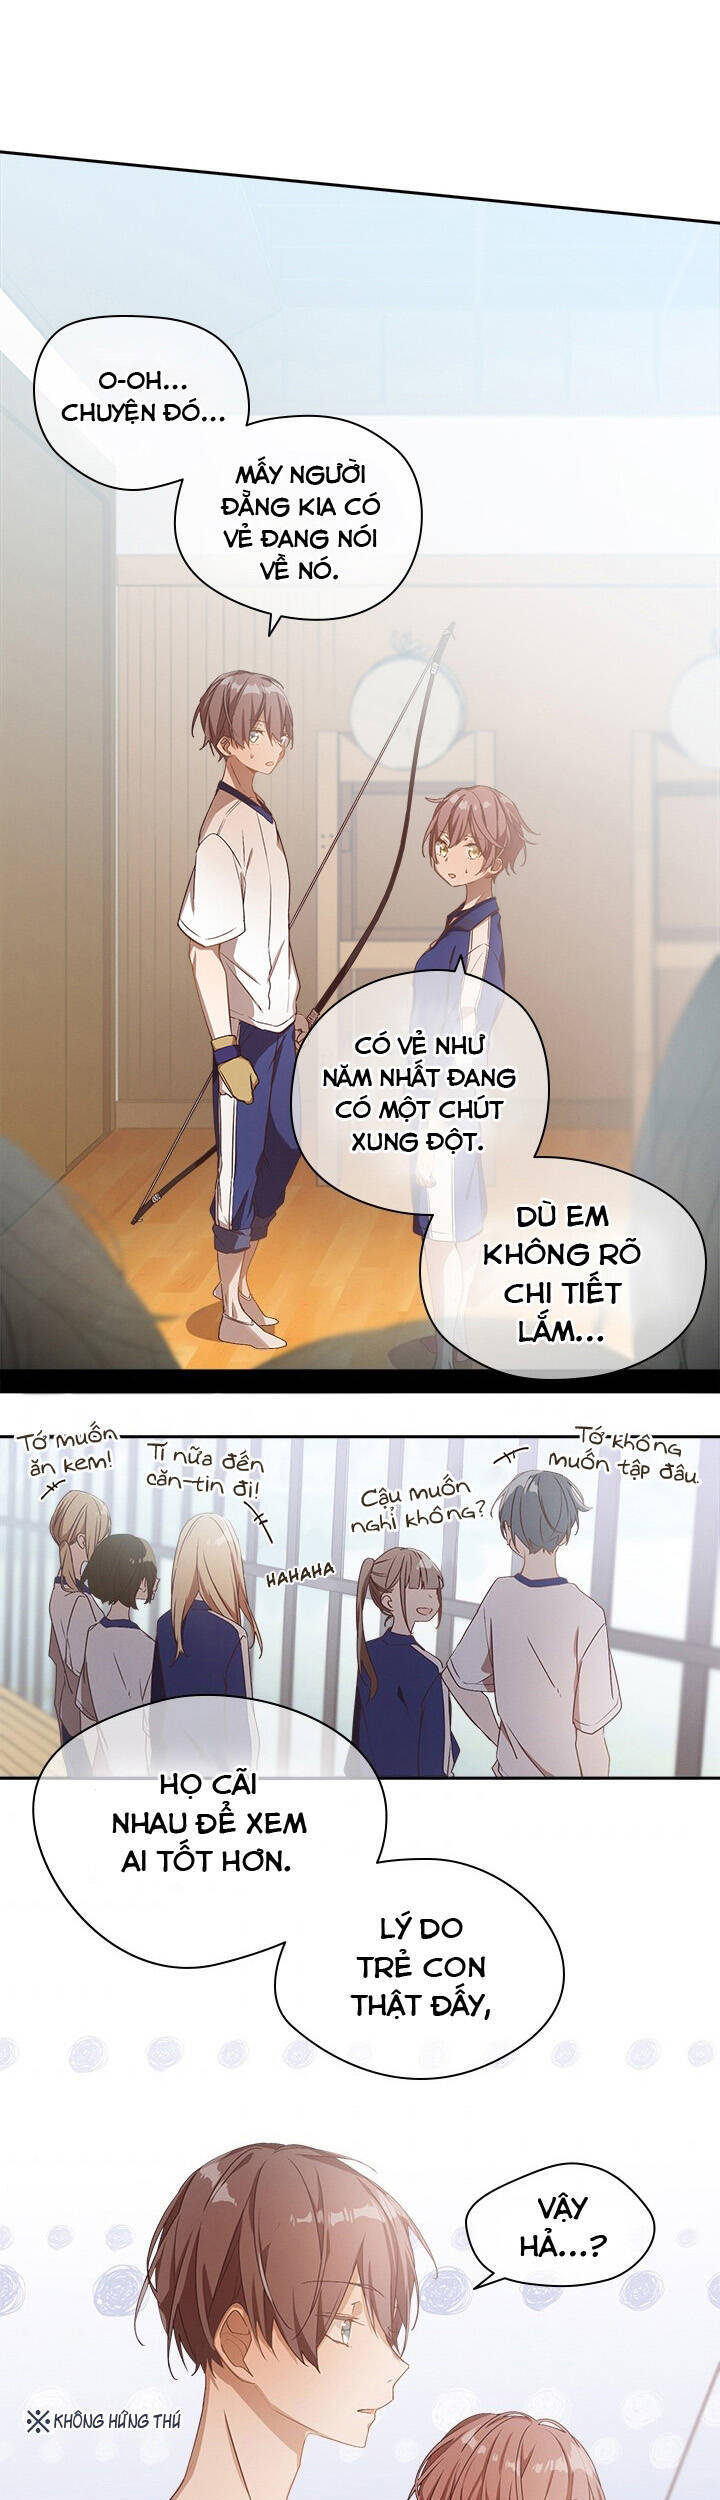 O-OH...
CHUYỆN ĐÓ...
MẤY NGƯỜI
ĐẰNG KIA CÓ
VẺ ĐANG NÓI
VỀ NÓ.
CÓ VẺ NHƯ
NĂM NHẤT ĐANG
CÓ MỘT CHÚT
XUNG ĐỘT.
DÙ EM
KHÔNG RÕ
CHI TIẾT
LẮM...
Tớ muốn
ăn kem!
Tí nữa đến
căn-tin đi!
HAHAHA
Cậu muốn
nghỉ không?
Tớ không
muốn tập đâu.
HỌ CÃI
NHAU ĐỂ XEM
AI TỐT HƠN.
LÝ DO
TRẺ CON
THẬT ĐẤY,
VẬY
HẢ...?
※KHÔNG HỨNG THÚ